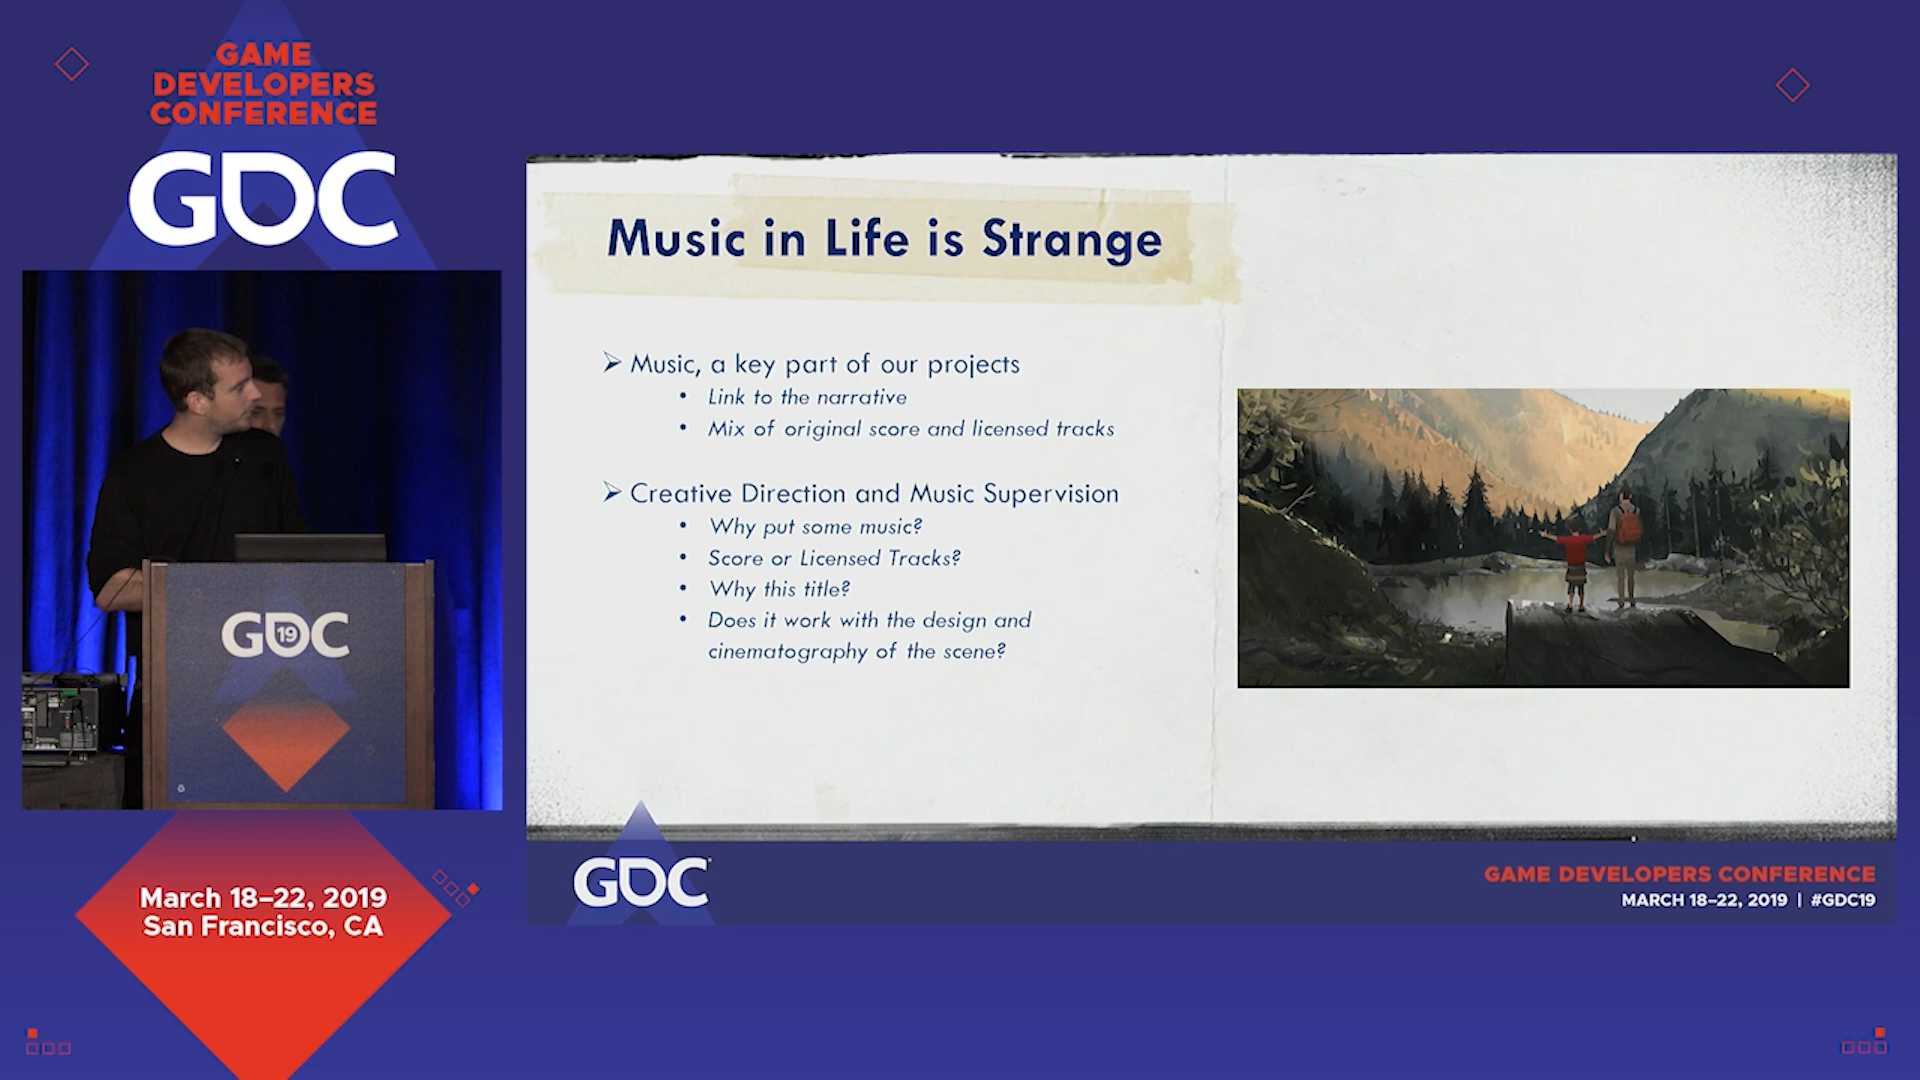 GAME
DEVELOPERS
CONFERENCE
GDC
Music in Life is Strange
Music, a key part of our projects
Link to the narrative
Mix of original score and licensed tracks
Creative Direction and Music Supervision
Why put some music?
Score or Licensed Tracks?
Why this title?
Does it work with the design and
cinematography of the scene?
GDC
19
March 18–22, 2019
San Francisco, CA
GDC
GAME DEVELOPERS CONFERENCE
MARCH 18–22, 2019 | #GDC19